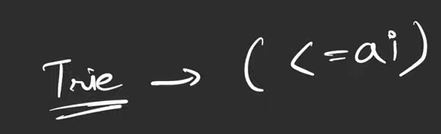 Trie → ( <= ai )